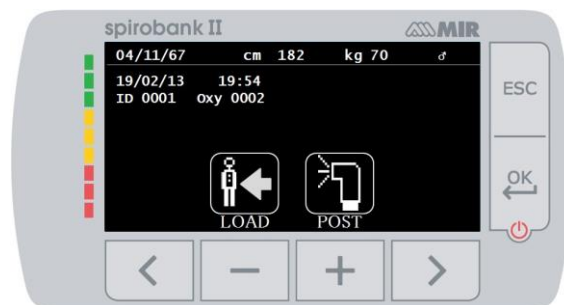 spirobank II MIR
04/11/67 cm 182 kg 70 ♂
19/02/13 19:54
ID 0001 Oxy 0002
LOAD POST
ESC
OK
< − + >